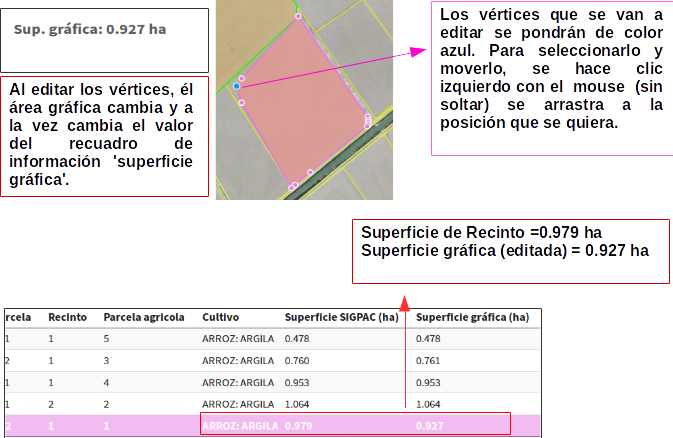 Sup. gráfica: 0.927 ha
Al editar los vértices, él
área gráfica cambia y a
la vez cambia el valor
del recuadro de
información 'superficie
gráfica'.
Los vértices que se van a
editar se pondrán de color
azul. Para seleccionarlo y
moverlo, se hace clic
izquierdo con el mouse (sin
soltar) se arrastra a la
posición que se quiera.
Superficie de Recinto =0.979 ha
Superficie gráfica (editada) = 0.927 ha
rcela Recinto Parcela agricola Cultivo Superficie SIGPAC (ha) Superficie gráfica (ha)
1 1 5 ARROZ: ARGILA 0.478 0.478
2 1 3 ARROZ: ARGILA 0.760 0.761
1 1 4 ARROZ: ARGILA 0.953 0.953
1 2 2 ARROZ: ARGILA 1.064 1.064
2 1 1 ARROZ: ARGILA 0.979 0.927